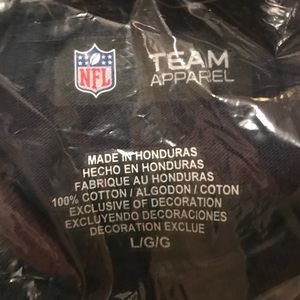 NFL
TEAM
APPAREL
MADE IN HONDURAS
HECHO EN HONDURAS
FABRIQUE AU HONDURAS
100% COTTON / ALGODON / COTON
EXCLUSIVE OF DECORATION
EXCLUYENDO DECORACIONES
DECORATION EXCLUE
L/G/G